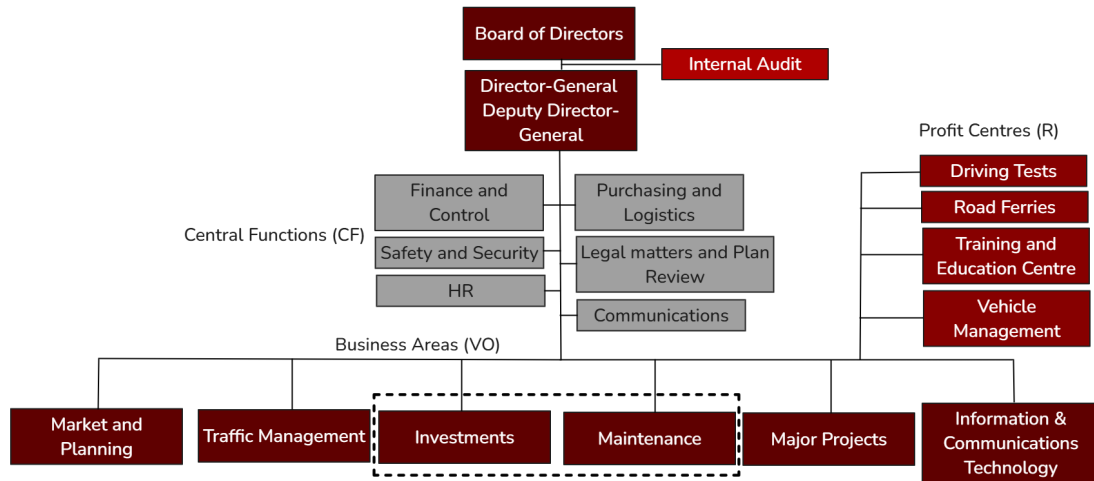 Board of Directors
Internal Audit
Director-General
Deputy Director-
General
Profit Centres (R)
Driving Tests
Road Ferries
Training and
Education Centre
Vehicle
Management
Central Functions (CF)
Finance and
Control
Purchasing and
Logistics
Safety and Security
Legal matters and Plan
Review
HR
Communications
Business Areas (VO)
Market and
Planning
Traffic Management
Investments
Maintenance
Major Projects
Information &
Communications
Technology